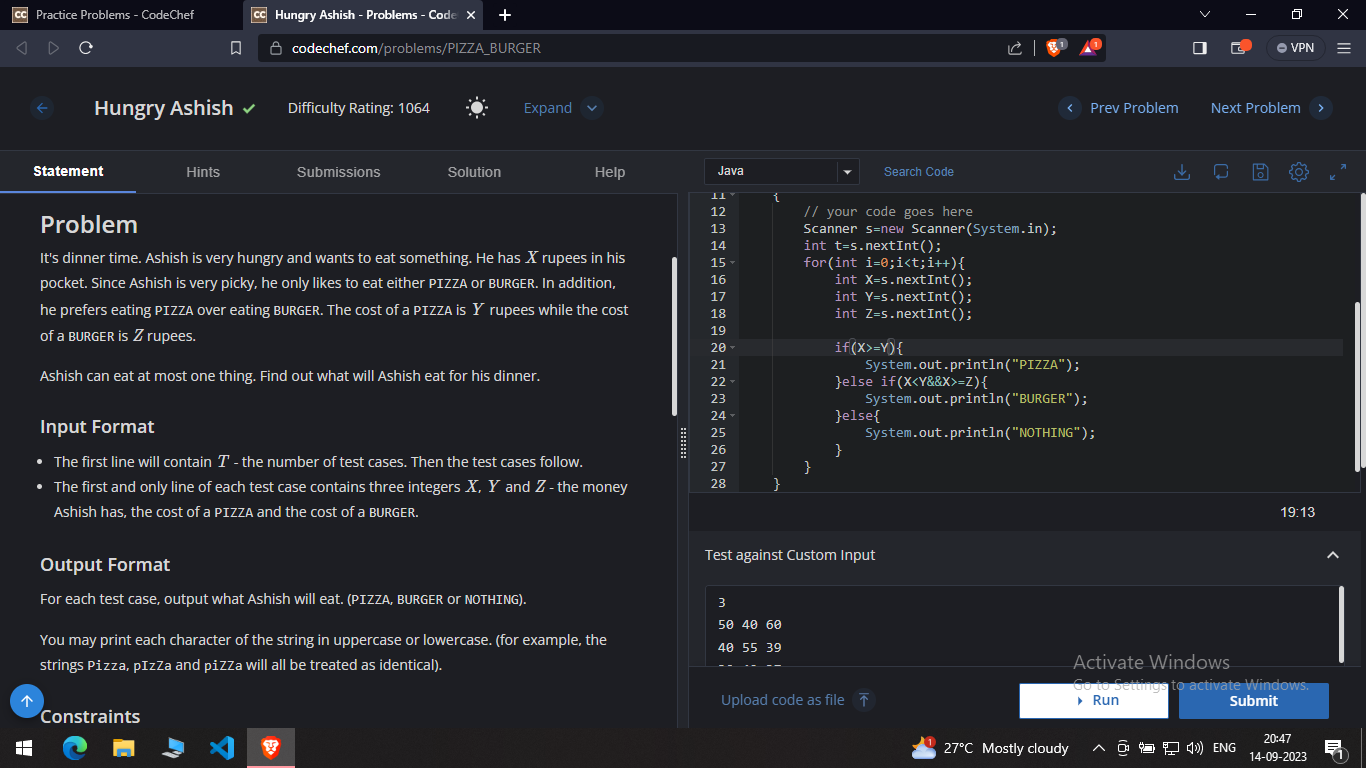 Practice Problems - CodeChef
Hungry Ashish - Problems - Code
codechef.com/problems/PIZZA_BURGER
1
1
VPN
Hungry Ashish
Difficulty Rating: 1064
Expand
Prev Problem
Next Problem
Statement
Hints
Submissions
Solution
Help
Problem
It's dinner time. Ashish is very hungry and wants to eat something. He has X rupees in his
pocket. Since Ashish is very picky, he only likes to eat either PIZZA or BURGER. In addition,
he prefers eating PIZZA over eating BURGER. The cost of a PIZZA is Y rupees while the cost
of a BURGER is Z rupees.
Ashish can eat at most one thing. Find out what will Ashish eat for his dinner.
Input Format
• The first line will contain T - the number of test cases. Then the test cases follow.
• The first and only line of each test case contains three integers X, Y and Z - the money
Ashish has, the cost of a PIZZA and the cost of a BURGER.
Output Format
For each test case, output what Ashish will eat. (PIZZA, BURGER or NOTHING).
You may print each character of the string in uppercase or lowercase. (for example, the
strings Pizza, pIzZa and piZZa will all be treated as identical).
Constraints
Java
Search Code
11 {
12 // your code goes here
13 Scanner s=new Scanner(System.in);
14 int t=s.nextInt();
15 for(int i=0;i<t;i++){
16 int X=s.nextInt();
17 int Y=s.nextInt();
18 int Z=s.nextInt();
19
20 if(X>=Y){
21 System.out.println("PIZZA");
22 }else if(X<Y&&X>=Z){
23 System.out.println("BURGER");
24 }else{
25 System.out.println("NOTHING");
26 }
27 }
28 }
19:13
Test against Custom Input
3
50 40 60
40 55 39
Activate Windows
Go to Settings to activate Windows.
Upload code as file
Run
Submit
1
27°C Mostly cloudy
ENG
20:47
14-09-2023
1